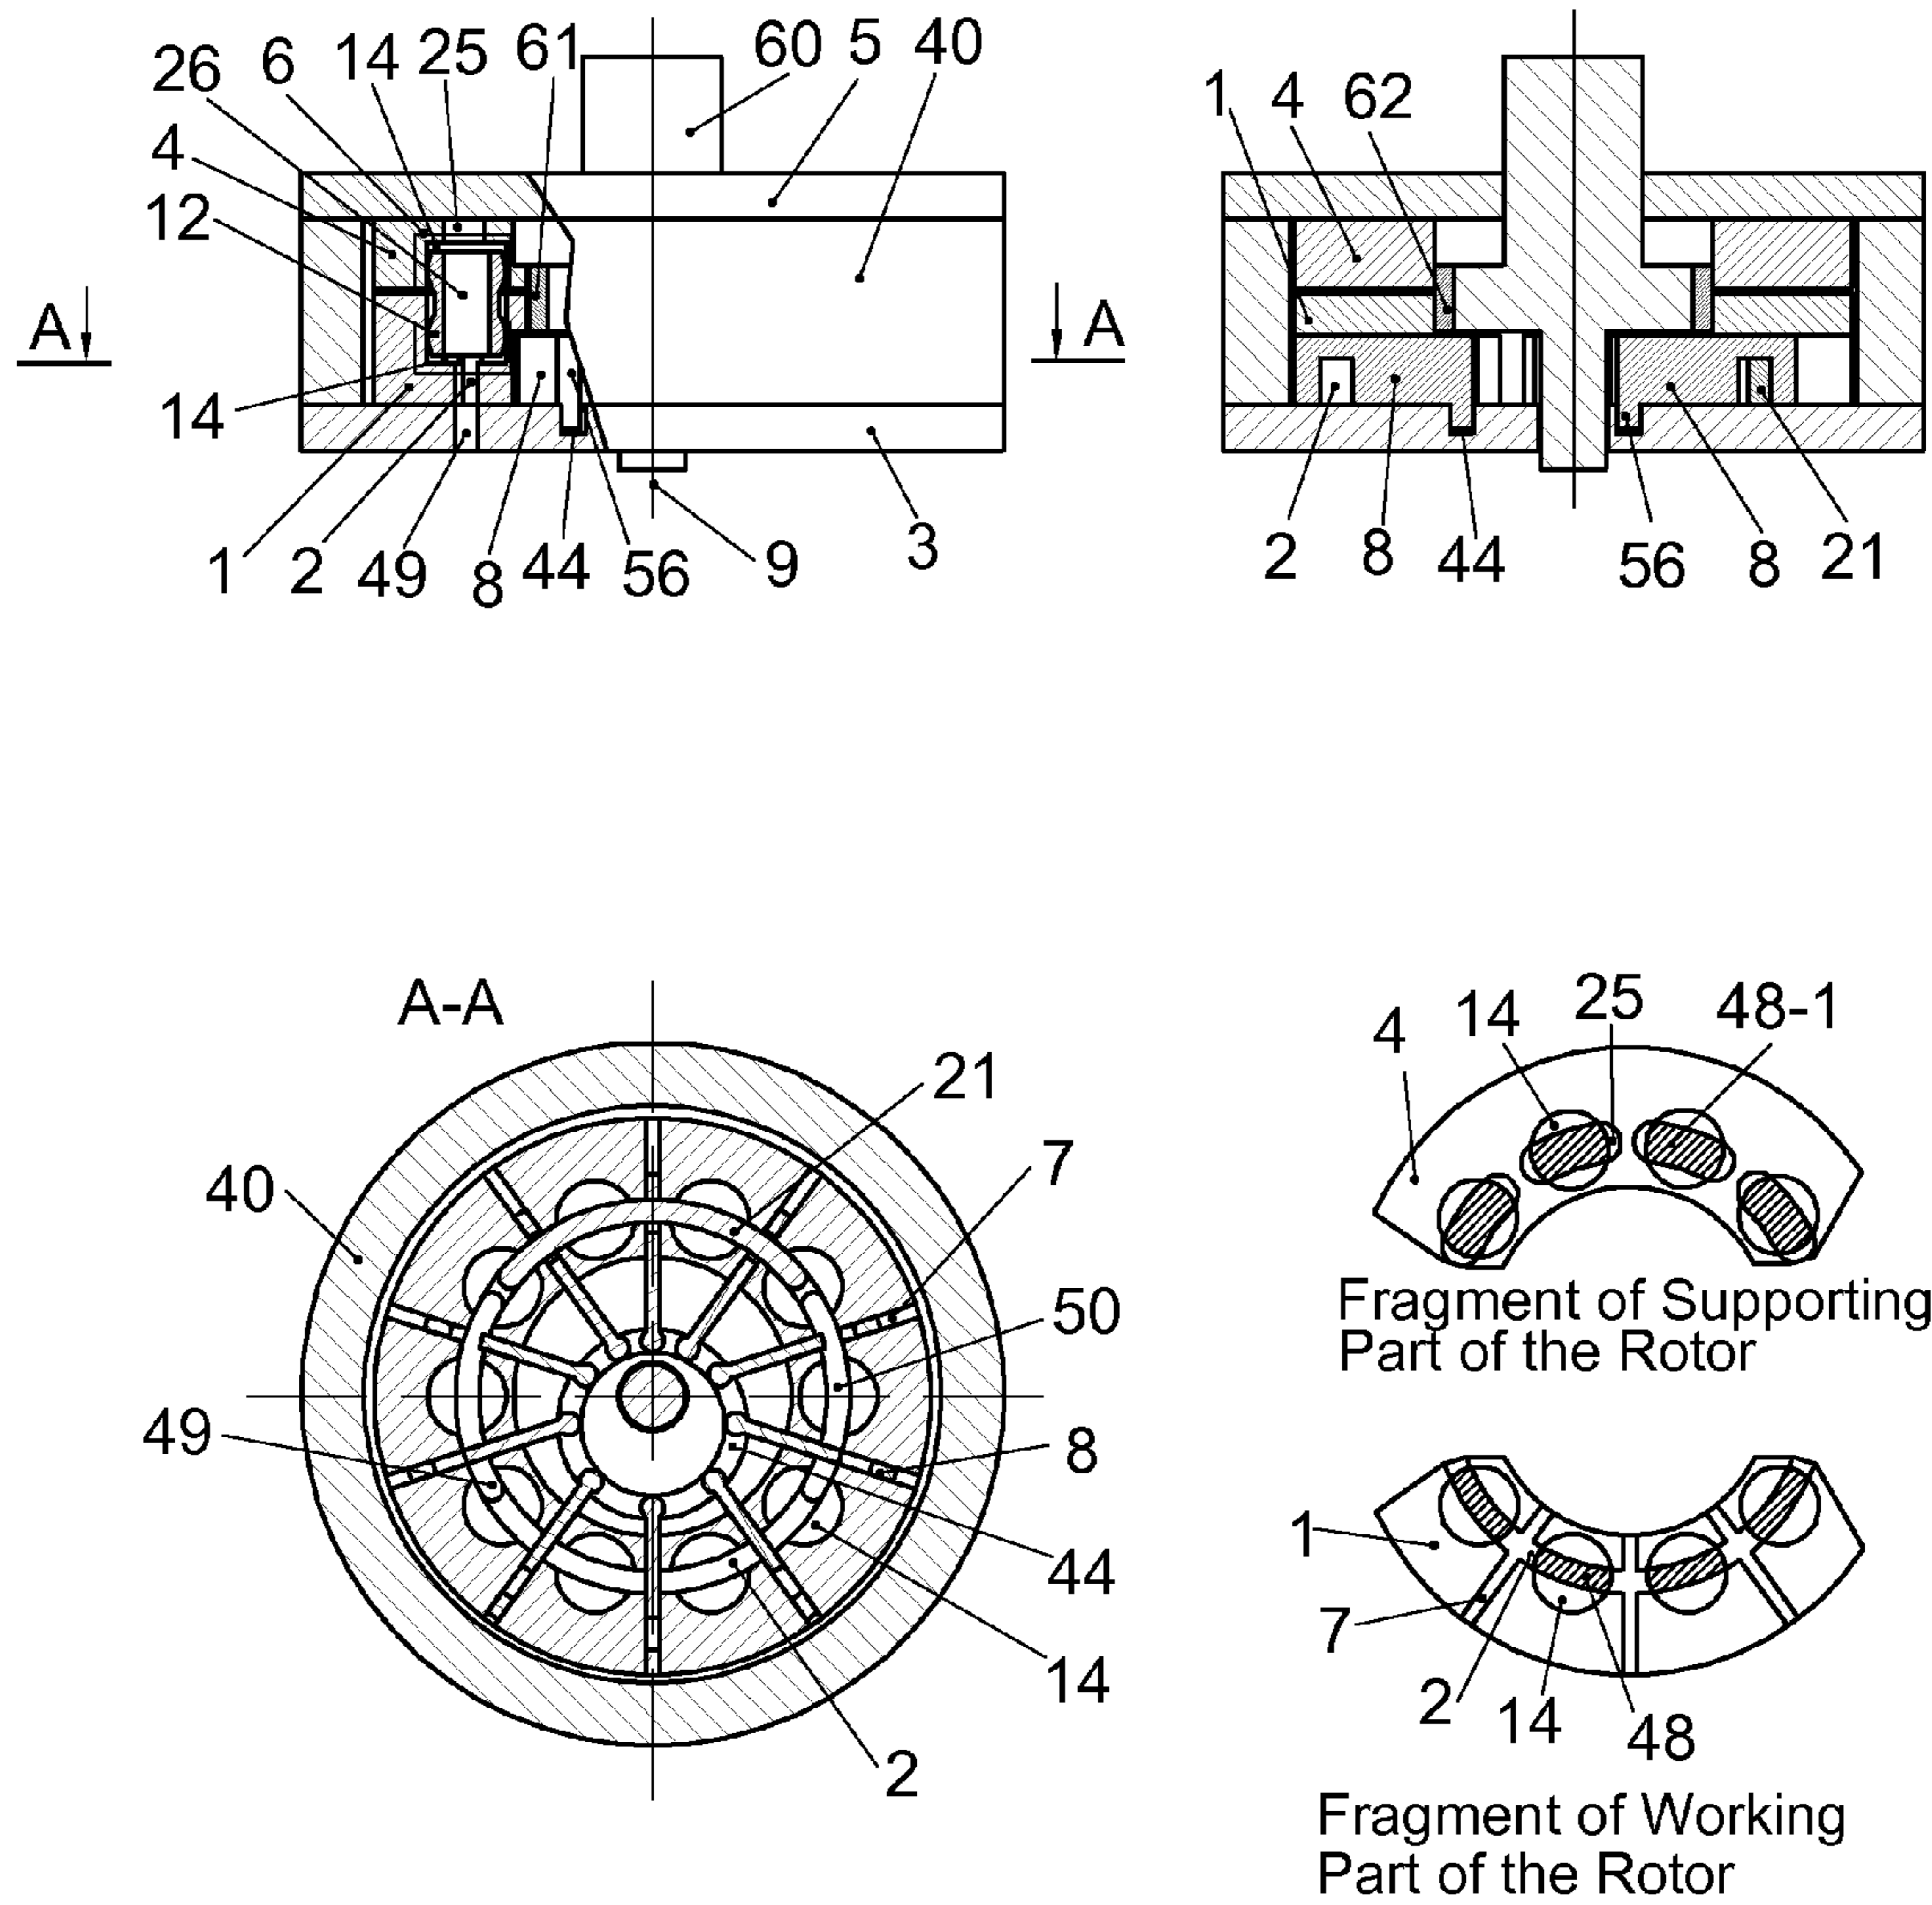 26 6 14 25 61 60 5 40
4
12
A A
14
1 2 49 8 44 56 9 3
1 4 62
2 8 44 56 8 21
A-A
21
7
40
50
49
8
44
14
2
4 14 25 48-1
Fragment of Supporting
Part of the Rotor
1
7
2 14 48
Fragment of Working
Part of the Rotor